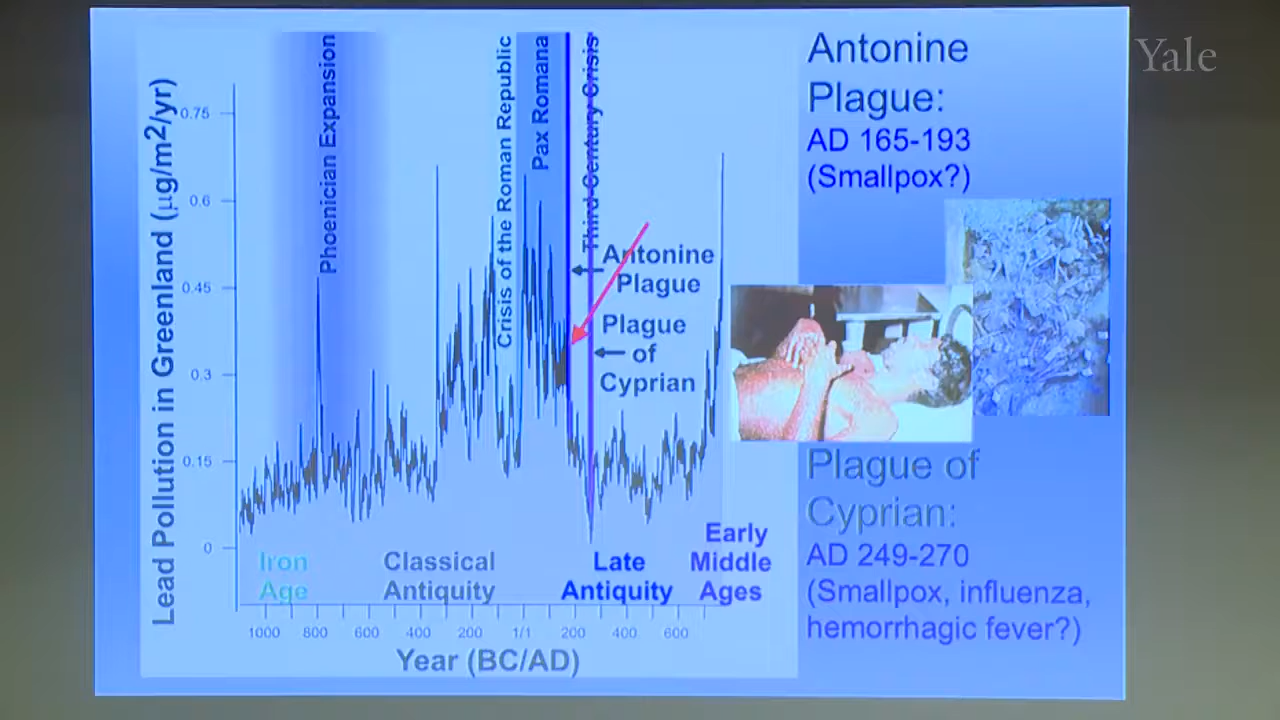 Yale
Lead Pollution in Greenland (μg/m2/yr)
0.75
0.6
0.45
0.3
0.15
0
Phoenician Expansion
Crisis of the Roman Republic
Pax Romana
Third Century Crisis
Antonine
Plague
Plague
of
Cyprian
Iron
Age
Classical
Antiquity
Late
Antiquity
Early
Middle
Ages
1000 800 600 400 200 1/1 200 400 600
Year (BC/AD)
Antonine
Plague:
AD 165-193
(Smallpox?)
Plague of
Cyprian:
AD 249-270
(Smallpox, influenza,
hemorrhagic fever?)